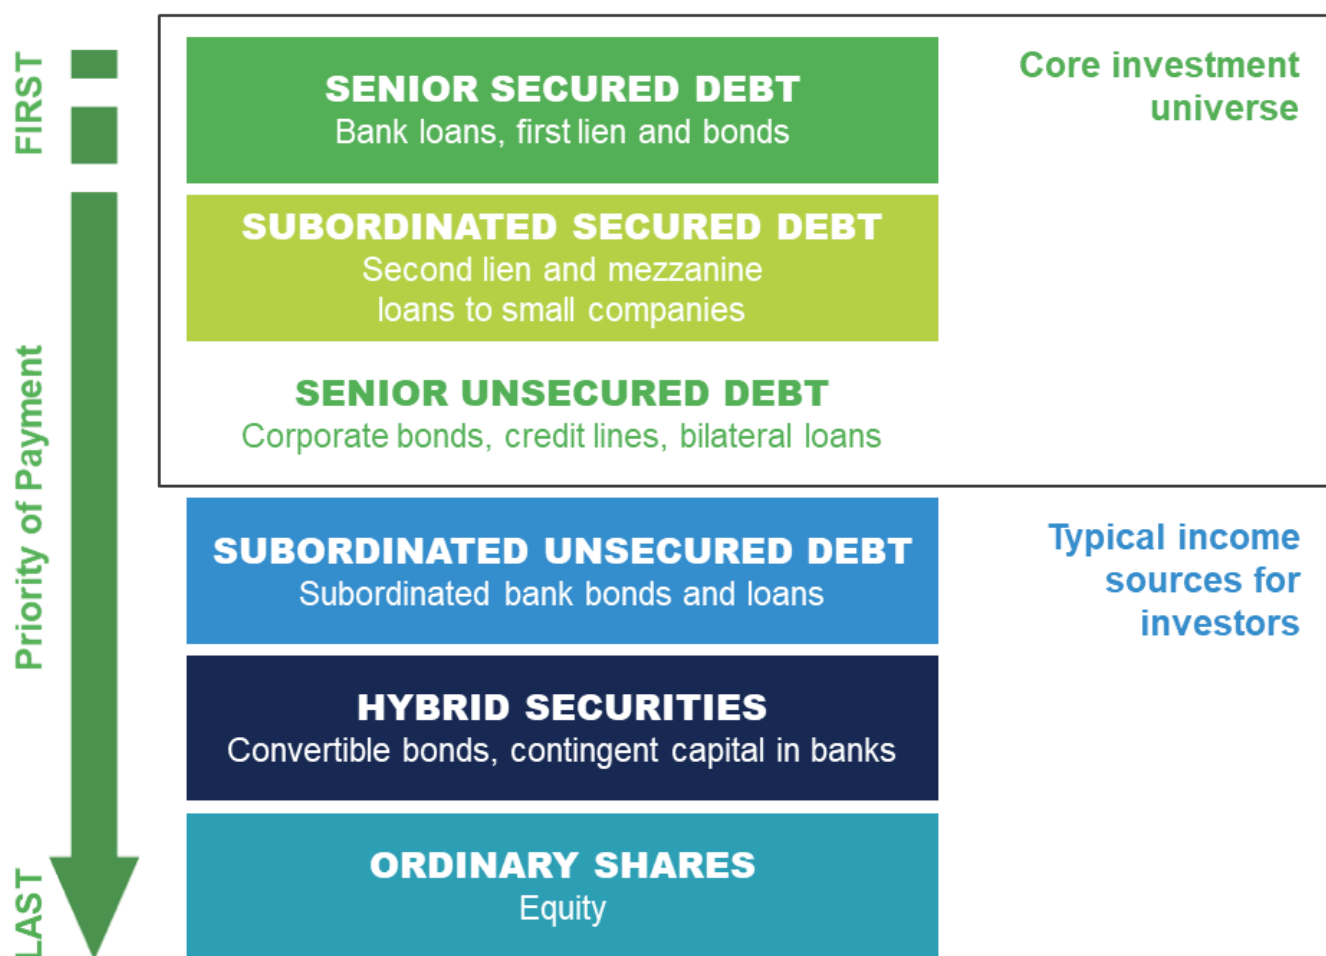 FIRST
Priority of Payment
LAST
SENIOR SECURED DEBT
Bank loans, first lien and bonds
SUBORDINATED SECURED DEBT
Second lien and mezzanine
loans to small companies
SENIOR UNSECURED DEBT
Corporate bonds, credit lines, bilateral loans
Core investment
universe
SUBORDINATED UNSECURED DEBT
Subordinated bank bonds and loans
HYBRID SECURITIES
Convertible bonds, contingent capital in banks
ORDINARY SHARES
Equity
Typical income
sources for
investors